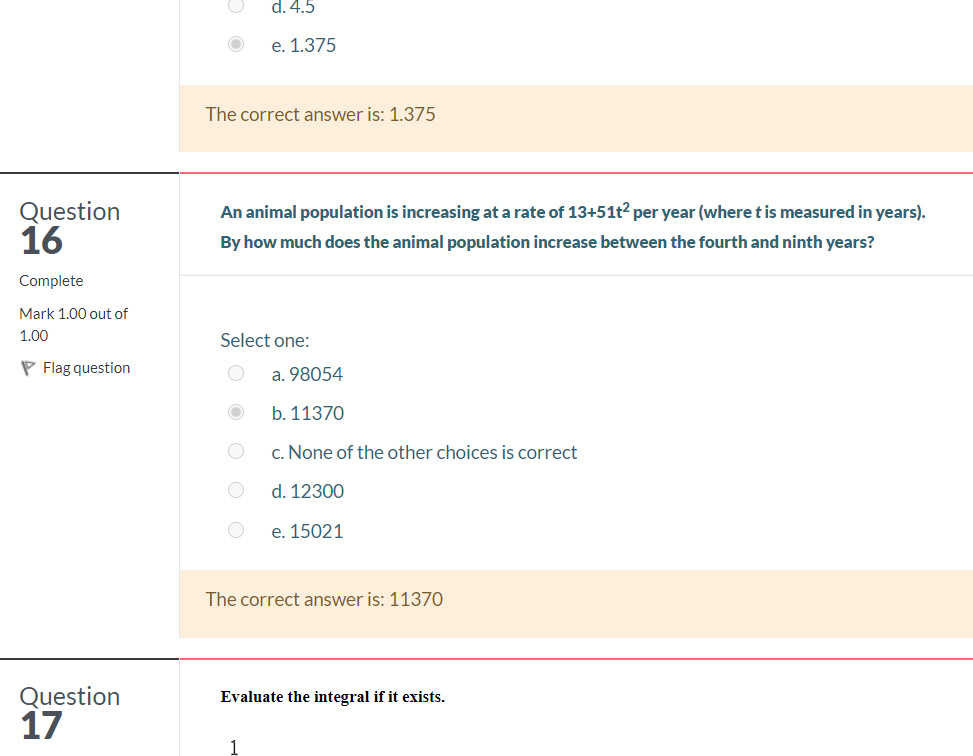 d. 4.5
e. 1.375
The correct answer is: 1.375
Question
16
Complete
Mark 1.00 out of
1.00
Flag question
An animal population is increasing at a rate of 13+51t² per year (where t is measured in years).
By how much does the animal population increase between the fourth and ninth years?
Select one:
a. 98054
b. 11370
c. None of the other choices is correct
d. 12300
e. 15021
The correct answer is: 11370
Question
17
Evaluate the integral if it exists.
1